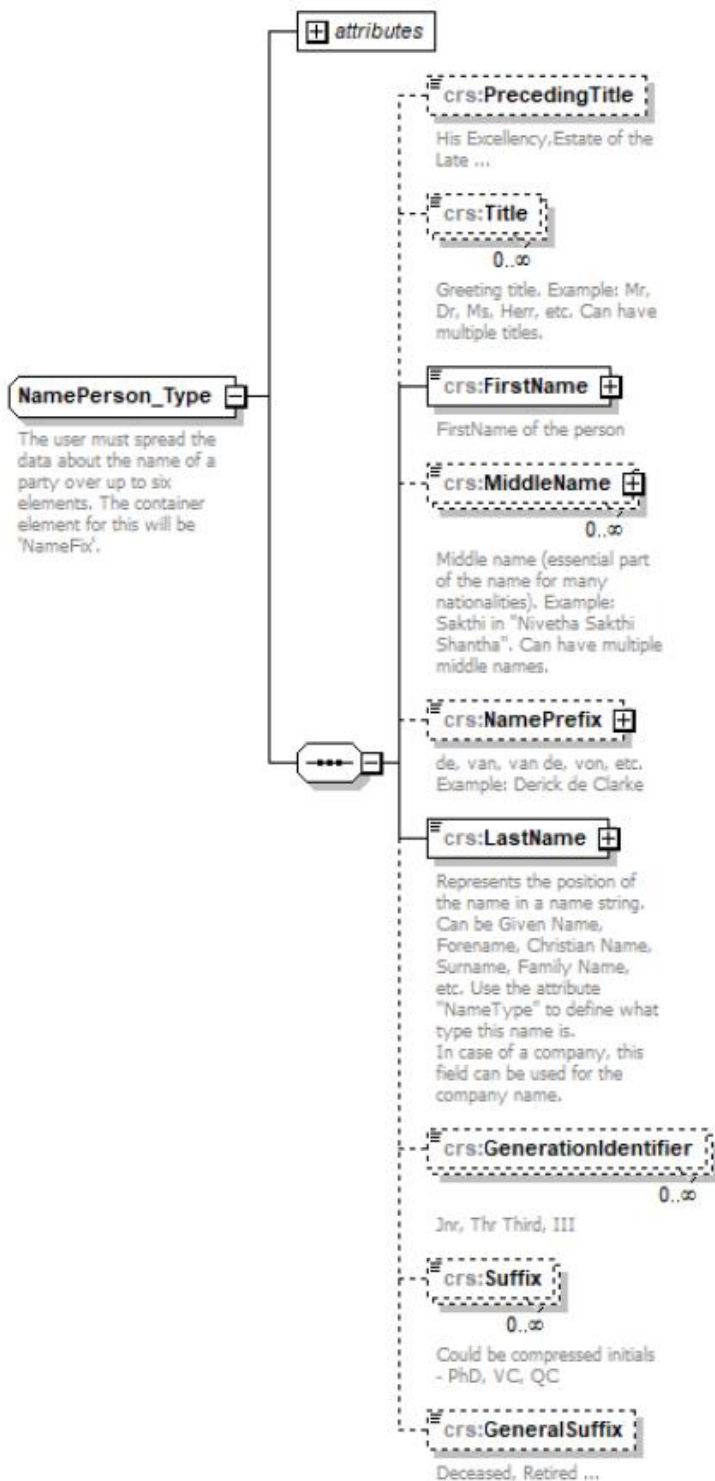 attributes
crs:PrecedingTitle
His Excellency,Estate of the
Late ...
crs:Title
0..∞
Greeting title. Example: Mr,
Dr, Ms, Herr, etc. Can have
multiple titles.
NamePerson_Type
The user must spread the
data about the name of a
party over up to six
elements. The container
element for this will be
'NameFix'.
crs:FirstName
FirstName of the person
crs:MiddleName
0..∞
Middle name (essential part
of the name for many
nationalities). Example:
Sakthi in "Nivetha Sakthi
Shantha". Can have multiple
middle names.
crs:NamePrefix
de, van, van de, von, etc.
Example: Derick de Clarke
crs:LastName
Represents the position of
the name in a name string.
Can be Given Name,
Forename, Christian Name,
Surname, Family Name,
etc. Use the attribute
"NameType" to define what
type this name is.
In case of a company, this
field can be used for the
company name.
crs:GenerationIdentifier
0..∞
Jnr, Thr Third, III
crs:Suffix
0..∞
Could be compressed initials
- PhD, VC, QC
crs:GeneralSuffix
Deceased, Retired ...